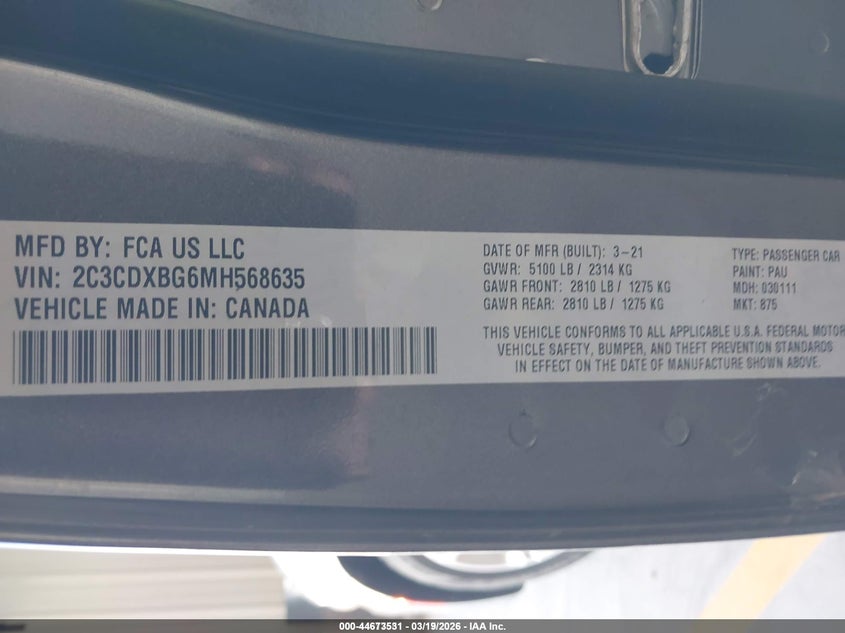 MFD BY: FCA US LLC
VIN: 2C3CDXBG6MH568635
VEHICLE MADE IN: CANADA
DATE OF MFR (BUILT): 3-21
GVWR: 5100 LB / 2314 KG
GAWR FRONT: 2810 LB / 1275 KG
GAWR REAR: 2810 LB / 1275 KG
TYPE: PASSENGER CAR
PAINT: PAU
MDH: 030111
MKT: 875
THIS VEHICLE CONFORMS TO ALL APPLICABLE U.S.A. FEDERAL MOTOR
VEHICLE SAFETY, BUMPER, AND THEFT PREVENTION STANDARDS
IN EFFECT ON THE DATE OF MANUFACTURE SHOWN ABOVE.
000-44673531 - 03/19/2026 - IAA Inc.